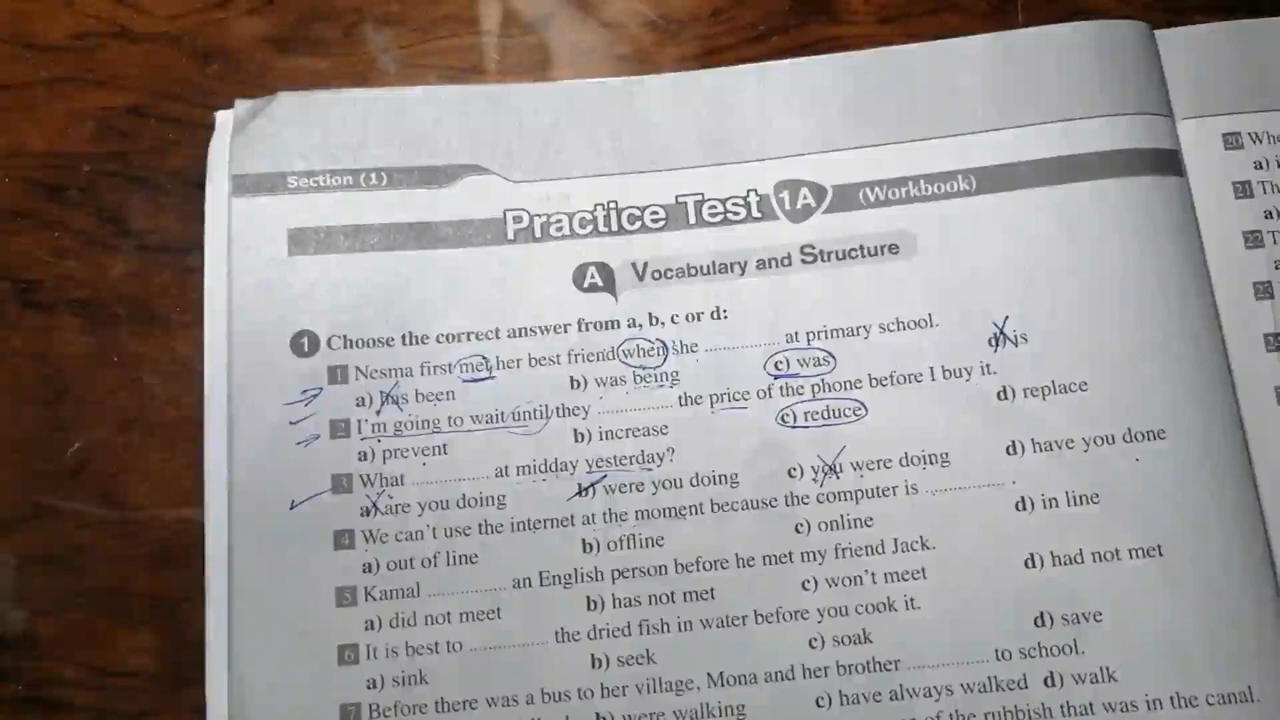 Section (1)
Practice Test 1A (Workbook)
A Vocabulary and Structure
1 Choose the correct answer from a, b, c or d:
1 Nesma first met her best friend when she ................ at primary school.
a) has been b) was being c) was d) is
2 I'm going to wait until they ................ the price of the phone before I buy it.
a) prevent b) increase c) reduce d) replace
3 What ................ at midday yesterday?
a) are you doing b) were you doing c) you were doing d) have you done
4 We can't use the internet at the moment because the computer is ................ .
a) out of line b) offline c) online d) in line
5 Kamal ................ an English person before he met my friend Jack.
a) did not meet b) has not met c) won't meet d) had not met
6 It is best to ................ the dried fish in water before you cook it.
a) sink b) seek c) soak d) save
7 Before there was a bus to her village, Mona and her brother ................ to school.
b) were walking c) have always walked d) walk
of the rubbish that was in the canal.
20
a)
21
a)
22